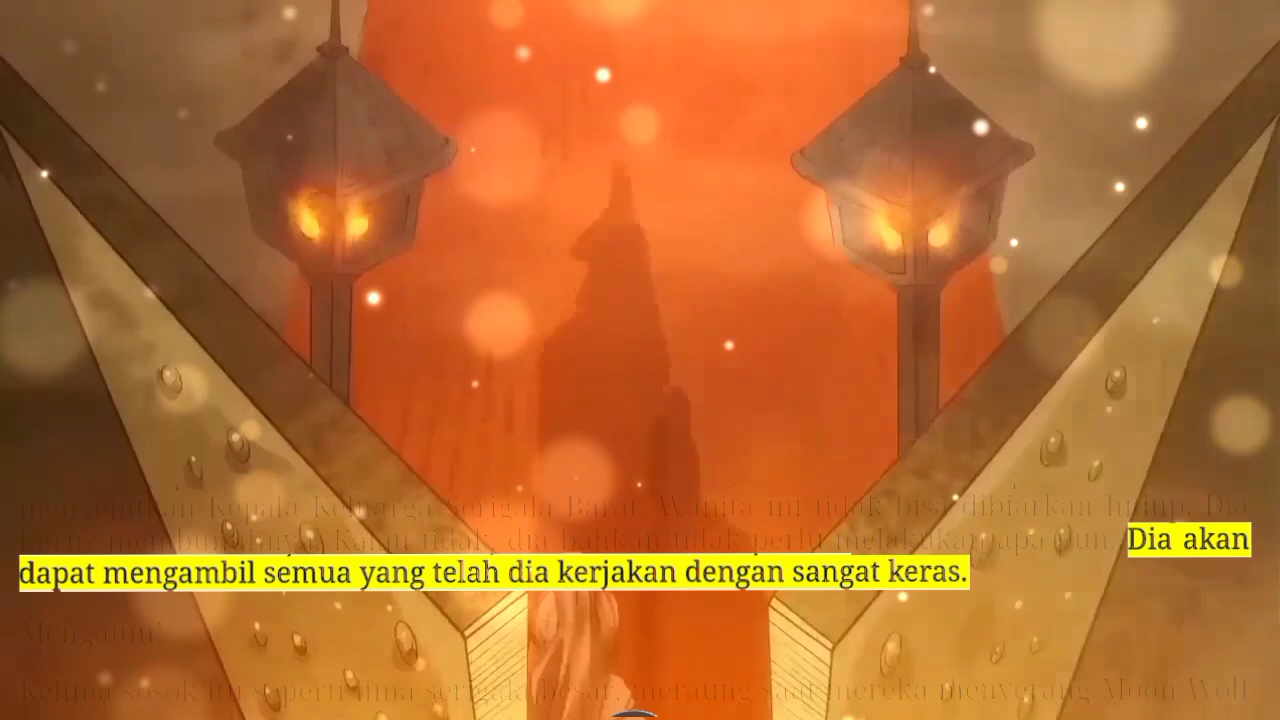 mengerutkan Kepala Keluarga Serigala Barat. Wanita ini tidak bisa dibiarkan hidup. Dia
harus membunuhnya. Kalau tidak, dia bahkan tidak perlu melakukan apa pun. Dia akan
dapat mengambil semua yang telah dia kerjakan dengan sangat keras.
Mengaum!
Kelima sosok itu seperti lima serigala besar, meraung saat mereka menyerang Moon Wolf